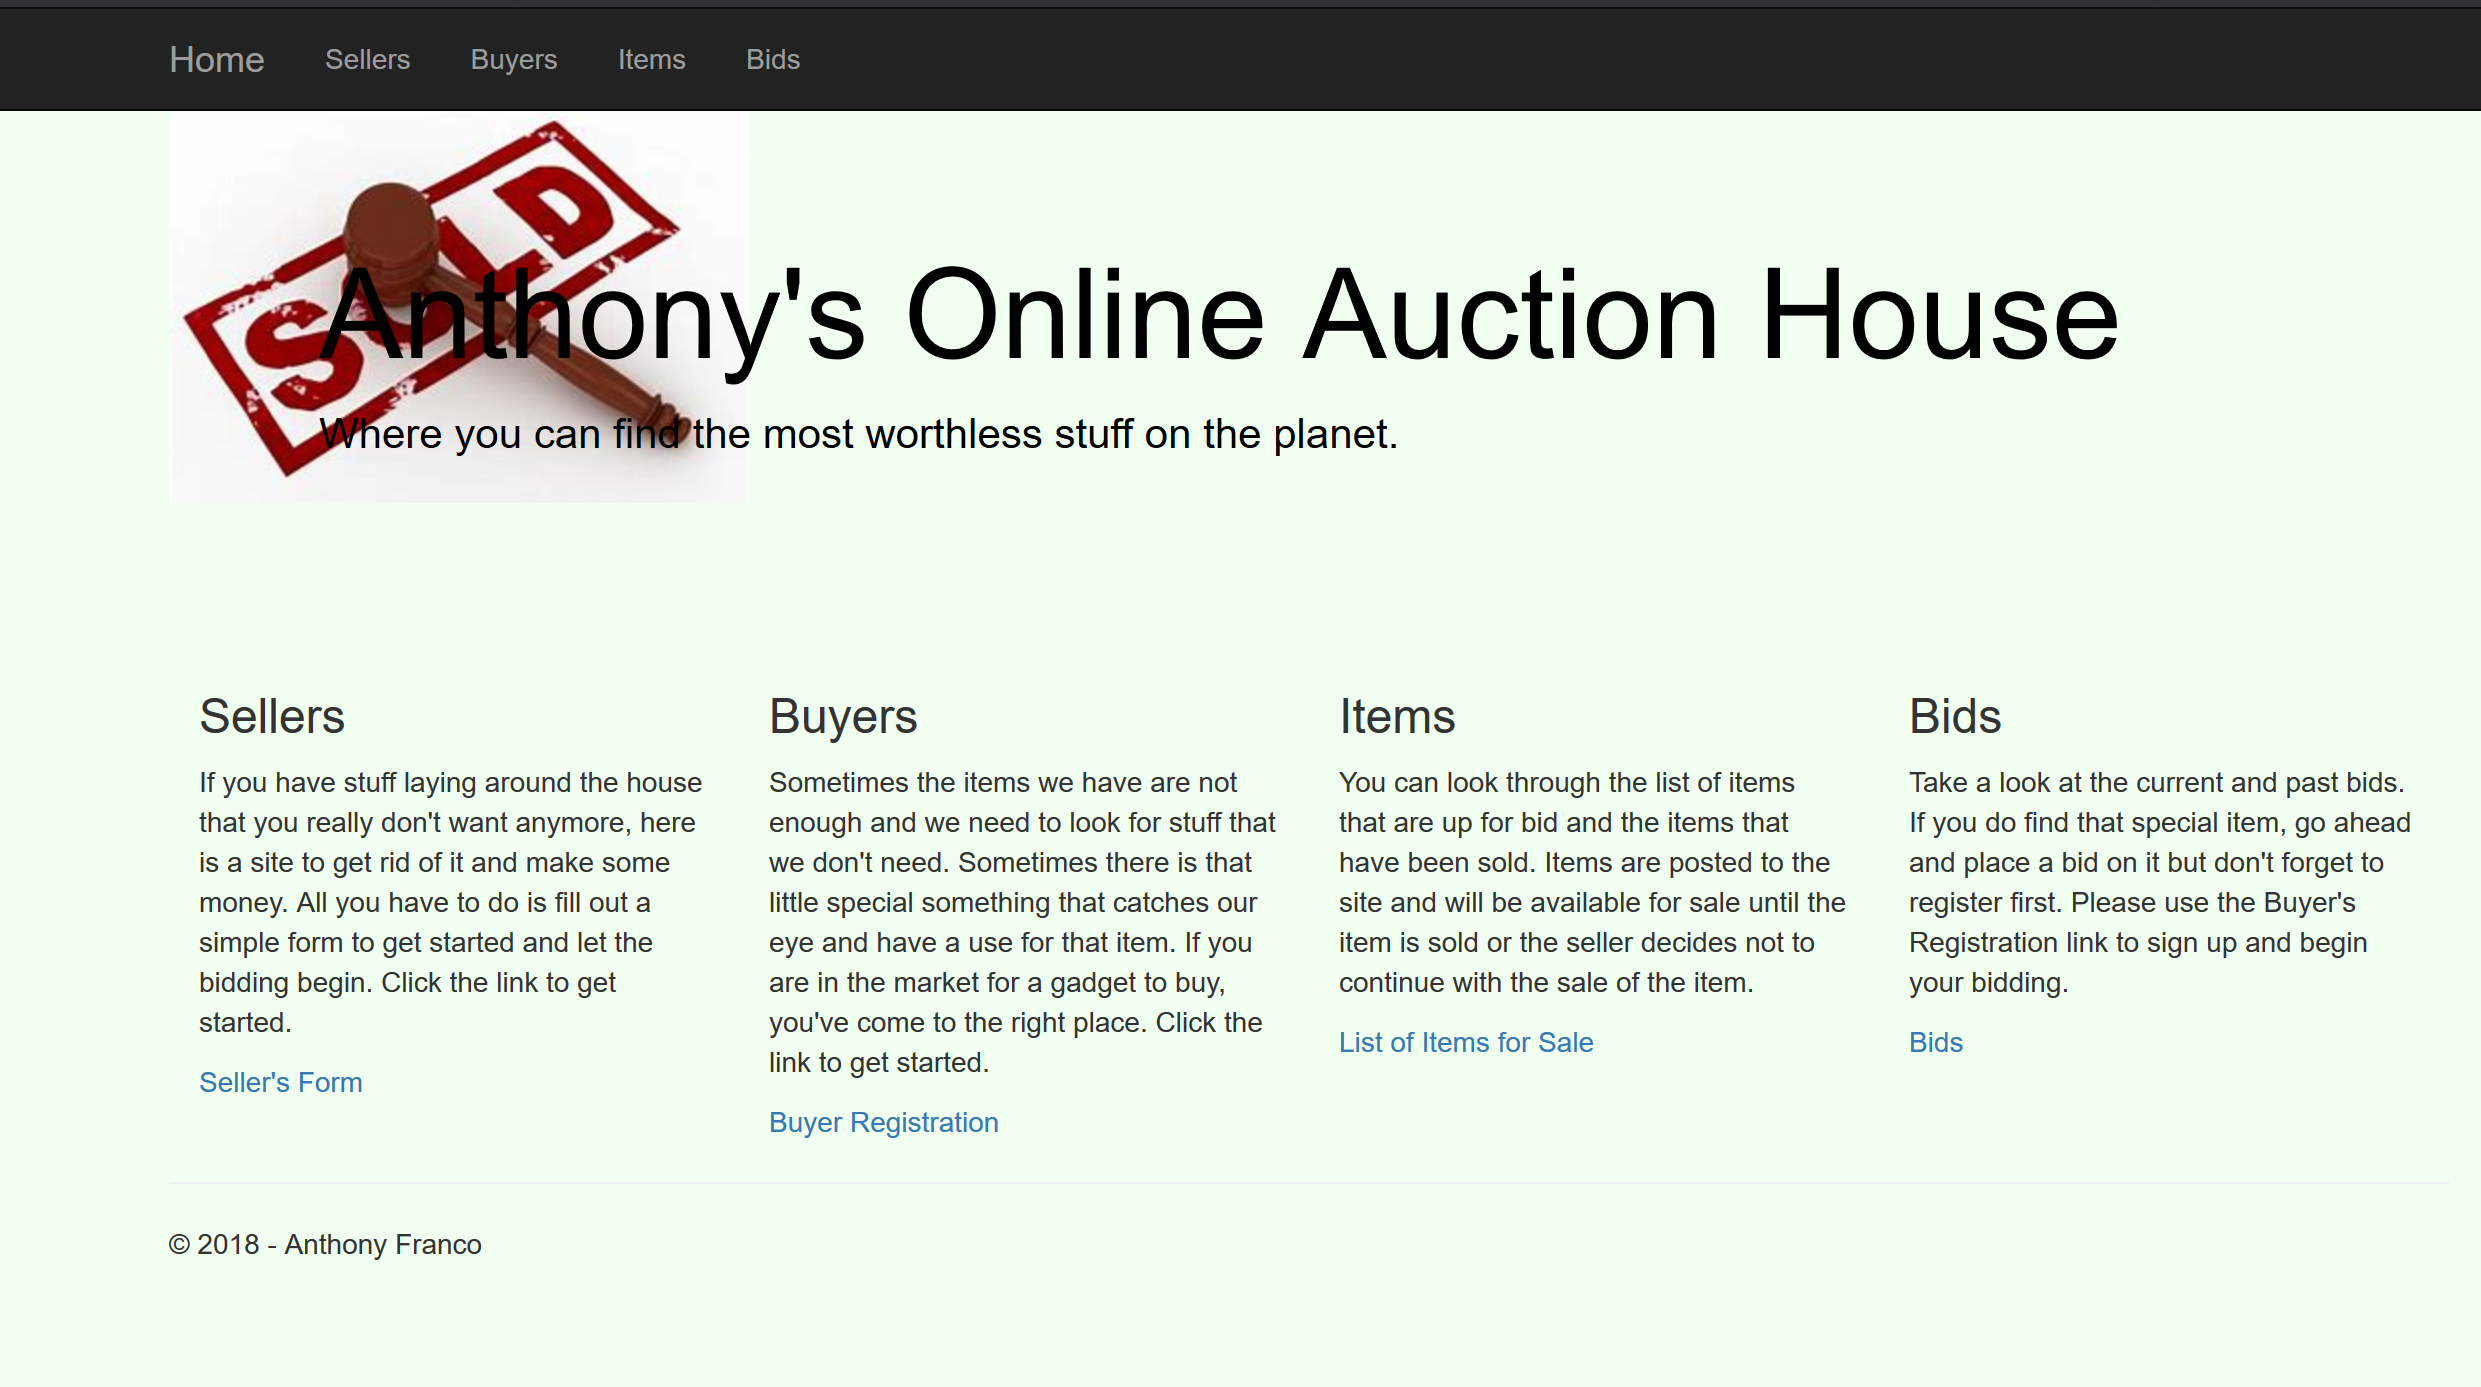 Home Sellers Buyers Items Bids
SOLD
Anthony's Online Auction House
Where you can find the most worthless stuff on the planet.
Sellers
If you have stuff laying around the house
that you really don't want anymore, here
is a site to get rid of it and make some
money. All you have to do is fill out a
simple form to get started and let the
bidding begin. Click the link to get
started.
Seller's Form
Buyers
Sometimes the items we have are not
enough and we need to look for stuff that
we don't need. Sometimes there is that
little special something that catches our
eye and have a use for that item. If you
are in the market for a gadget to buy,
you've come to the right place. Click the
link to get started.
Buyer Registration
Items
You can look through the list of items
that are up for bid and the items that
have been sold. Items are posted to the
site and will be available for sale until the
item is sold or the seller decides not to
continue with the sale of the item.
List of Items for Sale
Bids
Take a look at the current and past bids.
If you do find that special item, go ahead
and place a bid on it but don't forget to
register first. Please use the Buyer's
Registration link to sign up and begin
your bidding.
Bids
© 2018 - Anthony Franco